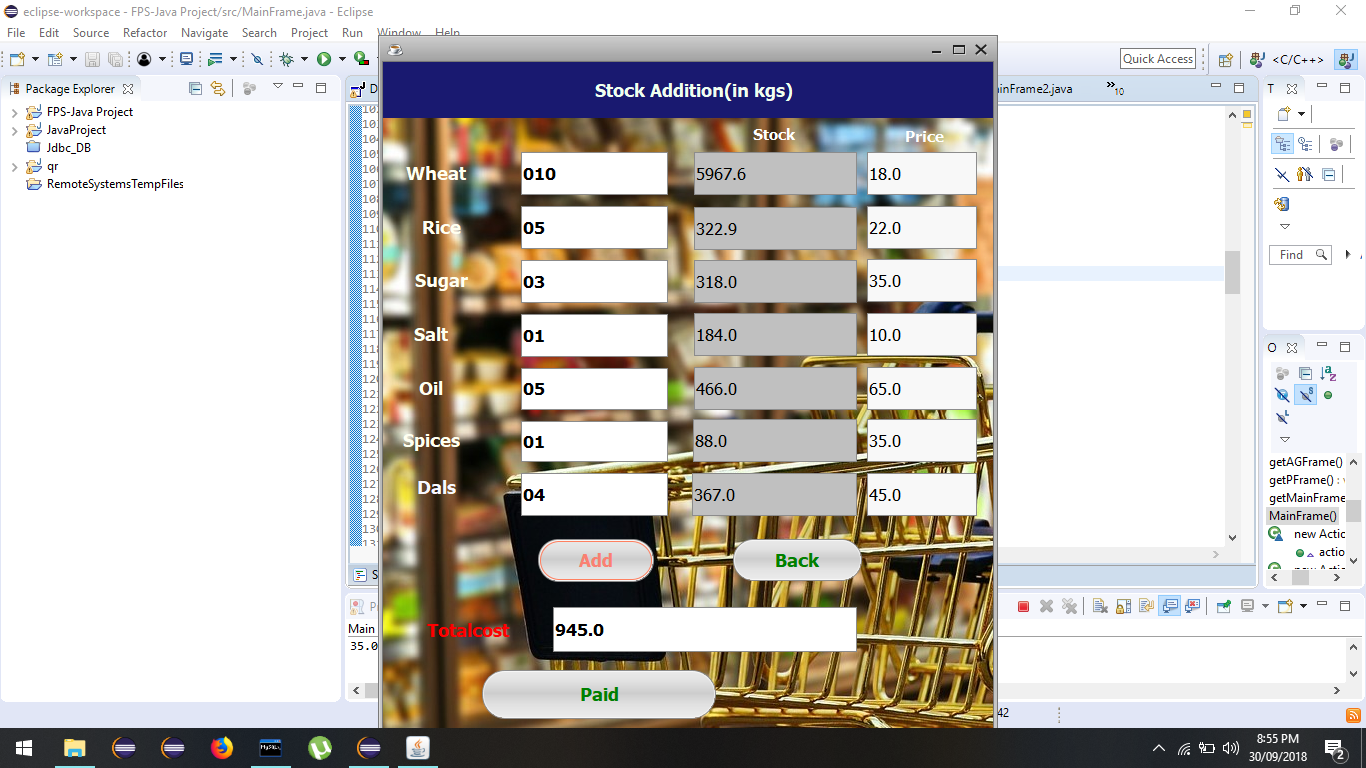 eclipse-workspace - FPS-Java Project/src/MainFrame.java - Eclipse
File Edit Source Refactor Navigate Search Project Run Window Help
Quick Access
<C/C++>
Package Explorer
FPS-Java Project
JavaProject
Jdbc_DB
qr
RemoteSystemsTempFiles
inFrame2.java
10
T
Stock Addition(in kgs)
Stock Price
Wheat 010 5967.6 18.0
Rice 05 322.9 22.0
Sugar 03 318.0 35.0
Salt 01 184.0 10.0
Oil 05 466.0 65.0
Spices 01 88.0 35.0
Dals 04 367.0 45.0
Add Back
Totalcost 945.0
Paid
Find
O
getAGFrame()
getPFrame() :
getMainFrame
MainFrame()
new Actio
actio
Main
35.0
42
8:55 PM
30/09/2018
2